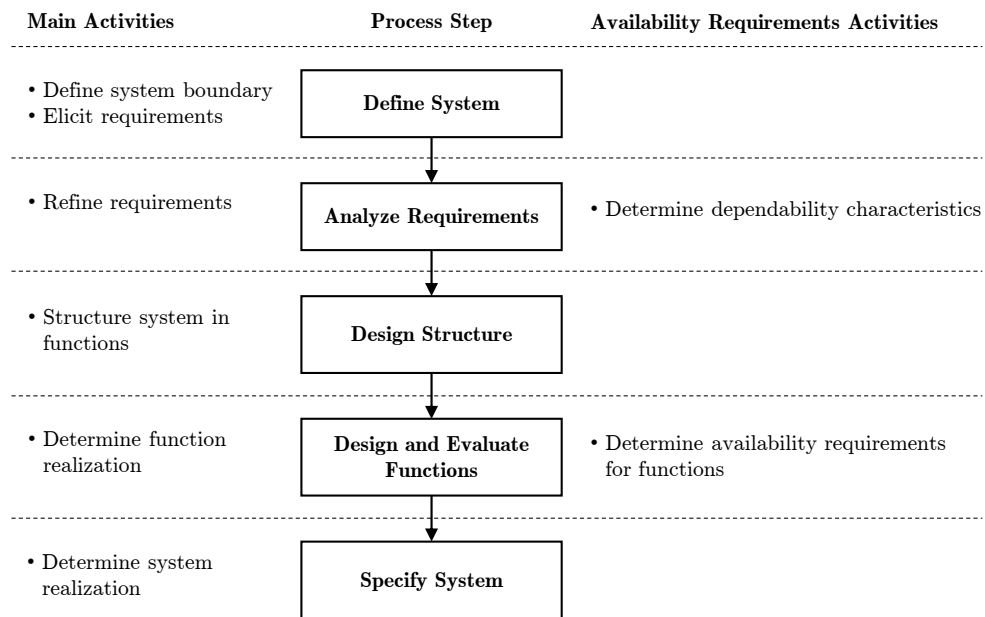 Main Activities Process Step Availability Requirements Activities
• Define system boundary
• Elicit requirements
Define System
• Refine requirements
Analyze Requirements
• Determine dependability characteristics
• Structure system in
functions
Design Structure
• Determine function
realization
Design and Evaluate
Functions
• Determine availability requirements
for functions
• Determine system
realization
Specify System